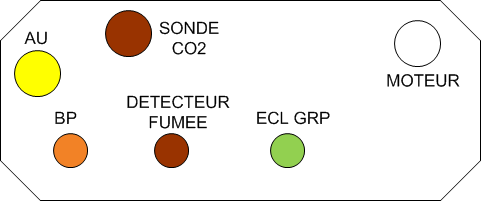 AU
SONDE
CO2
MOTEUR
BP
DETECTEUR
FUMEE
ECL GRP